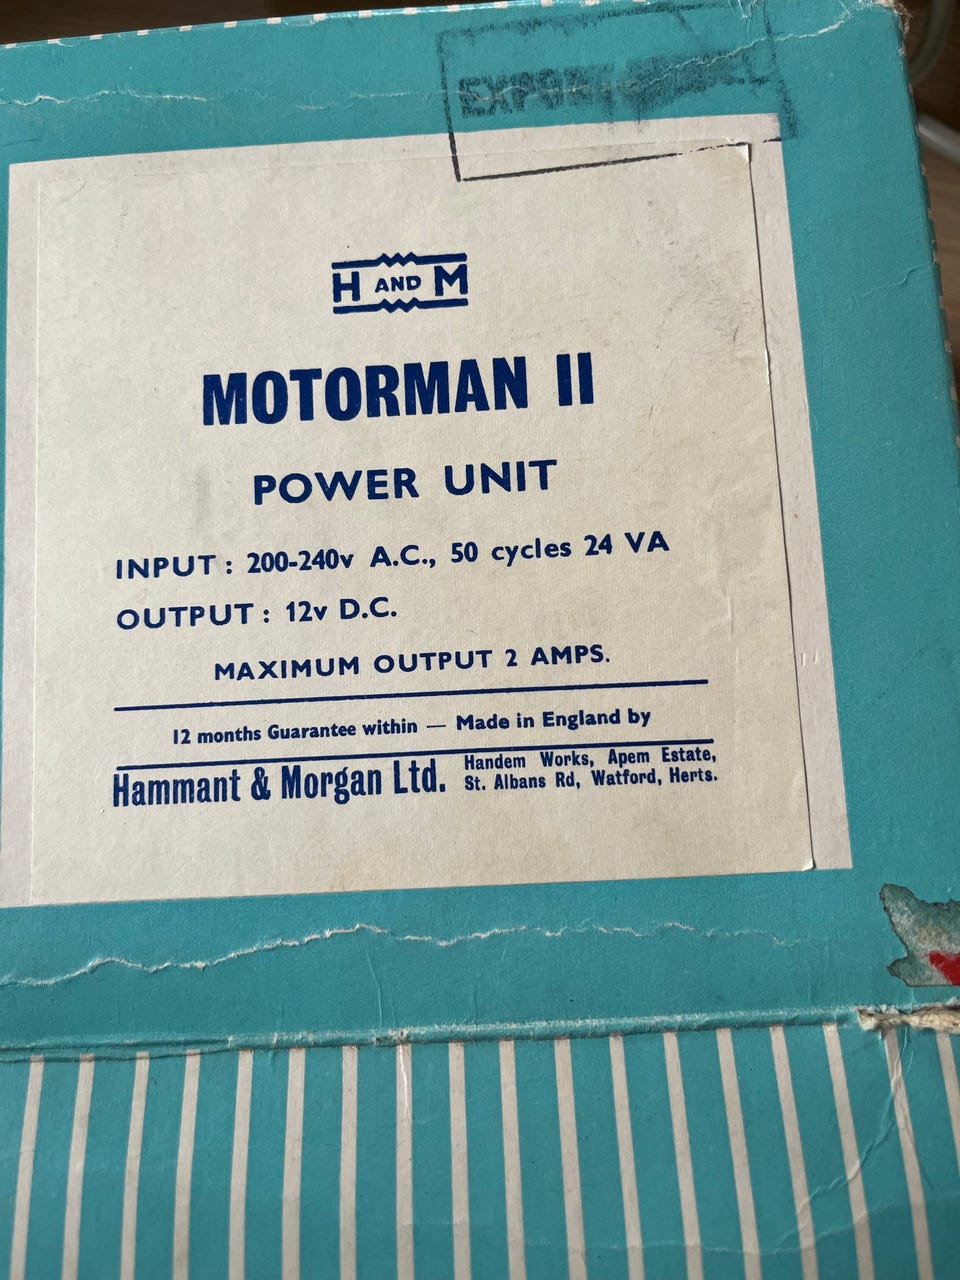 EXPORT
H AND M
MOTORMAN II
POWER UNIT
INPUT : 200-240v A.C., 50 cycles 24 VA
OUTPUT : 12v D.C.
MAXIMUM OUTPUT 2 AMPS.
12 months Guarantee within — Made in England by
Hammant & Morgan Ltd. Handem Works, Apem Estate,
St. Albans Rd, Watford, Herts.